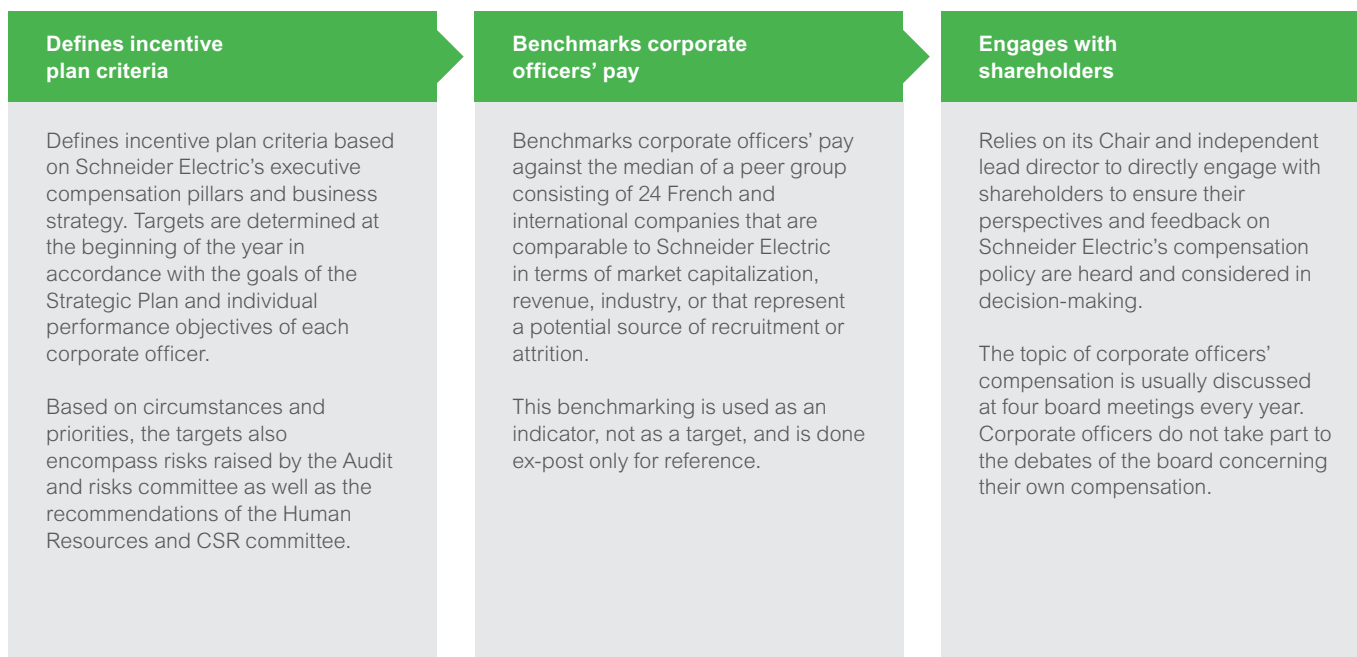 Defines incentive
plan criteria
Defines incentive plan criteria based
on Schneider Electric’s executive
compensation pillars and business
strategy. Targets are determined at
the beginning of the year in
accordance with the goals of the
Strategic Plan and individual
performance objectives of each
corporate officer.
Based on circumstances and
priorities, the targets also
encompass risks raised by the Audit
and risks committee as well as the
recommendations of the Human
Resources and CSR committee.
Benchmarks corporate
officers’ pay
Benchmarks corporate officers’ pay
against the median of a peer group
consisting of 24 French and
international companies that are
comparable to Schneider Electric
in terms of market capitalization,
revenue, industry, or that represent
a potential source of recruitment or
attrition.
This benchmarking is used as an
indicator, not as a target, and is done
ex-post only for reference.
Engages with
shareholders
Relies on its Chair and independent
lead director to directly engage with
shareholders to ensure their
perspectives and feedback on
Schneider Electric’s compensation
policy are heard and considered in
decision-making.
The topic of corporate officers’
compensation is usually discussed
at four board meetings every year.
Corporate officers do not take part to
the debates of the board concerning
their own compensation.